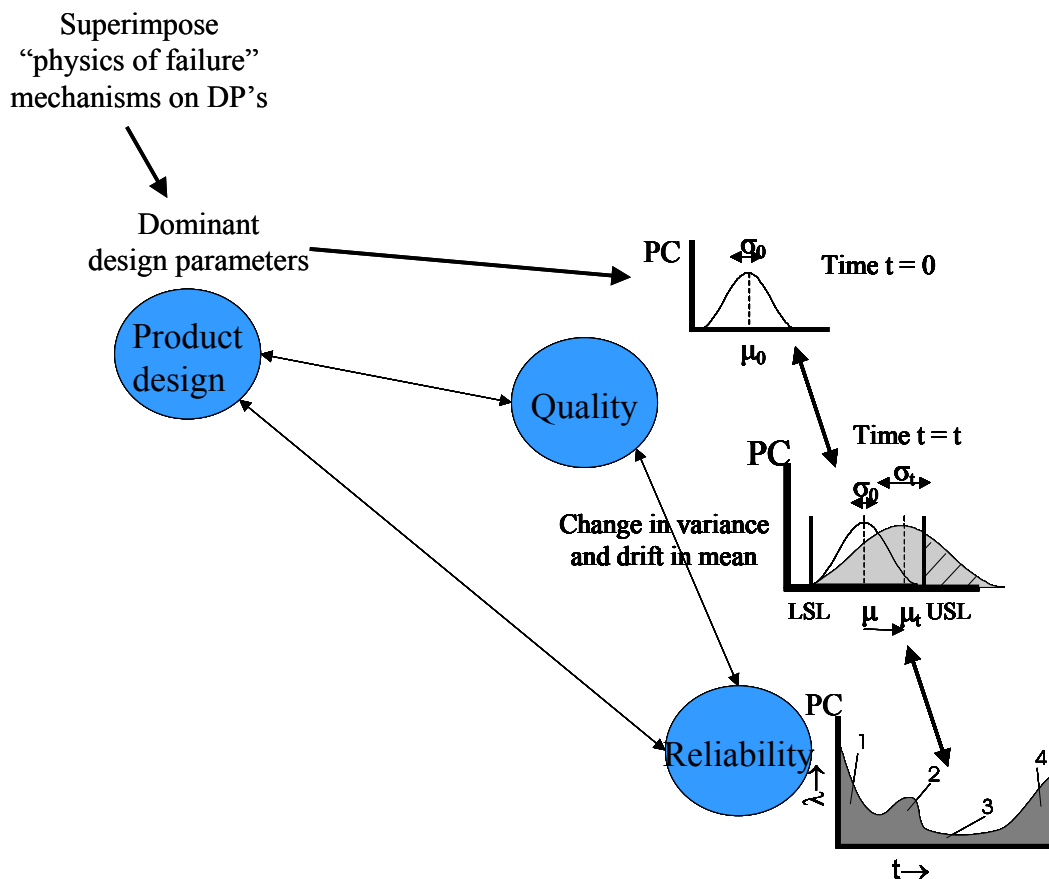 Superimpose
“physics of failure”
mechanisms on DP’s
Dominant
design parameters
PC
σ0
Time t = 0
μ0
Product
design
Quality
Time t = t
PC
σt
σ0
Change in variance
and drift in mean
LSL
μ
μt
USL
PC
Reliability
λ→
1
2
3
4
t→